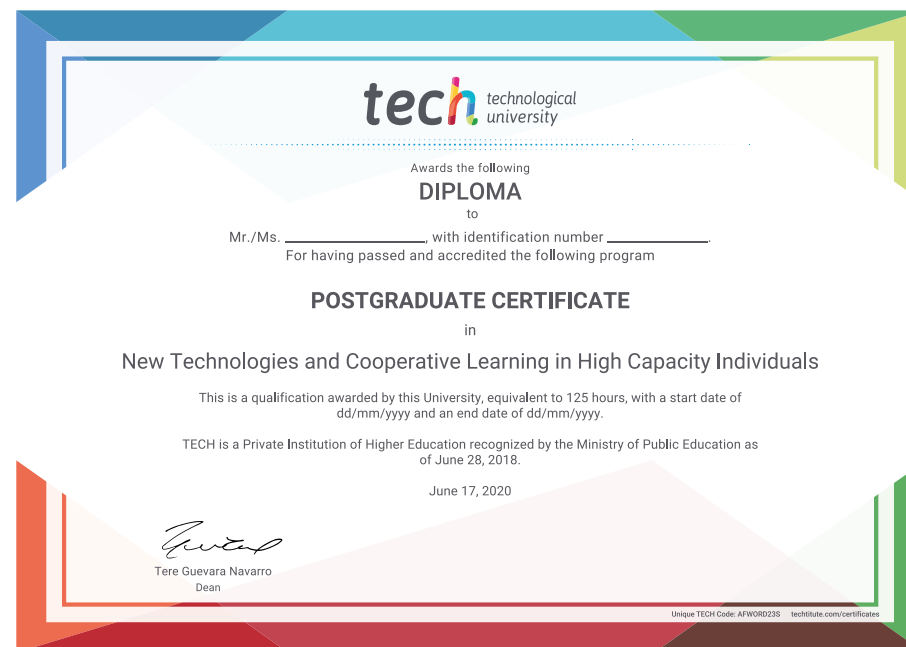 tech technological
university
Awards the following
DIPLOMA
to
Mr./Ms. ____________________, with identification number ______________.
For having passed and accredited the following program
POSTGRADUATE CERTIFICATE
in
New Technologies and Cooperative Learning in High Capacity Individuals
This is a qualification awarded by this University, equivalent to 125 hours, with a start date of
dd/mm/yyyy and an end date of dd/mm/yyyy.
TECH is a Private Institution of Higher Education recognized by the Ministry of Public Education as
of June 28, 2018.
June 17, 2020
Tere Guevara Navarro
Dean
Unique TECH Code: AFWORD23S techtitute.com/certificates